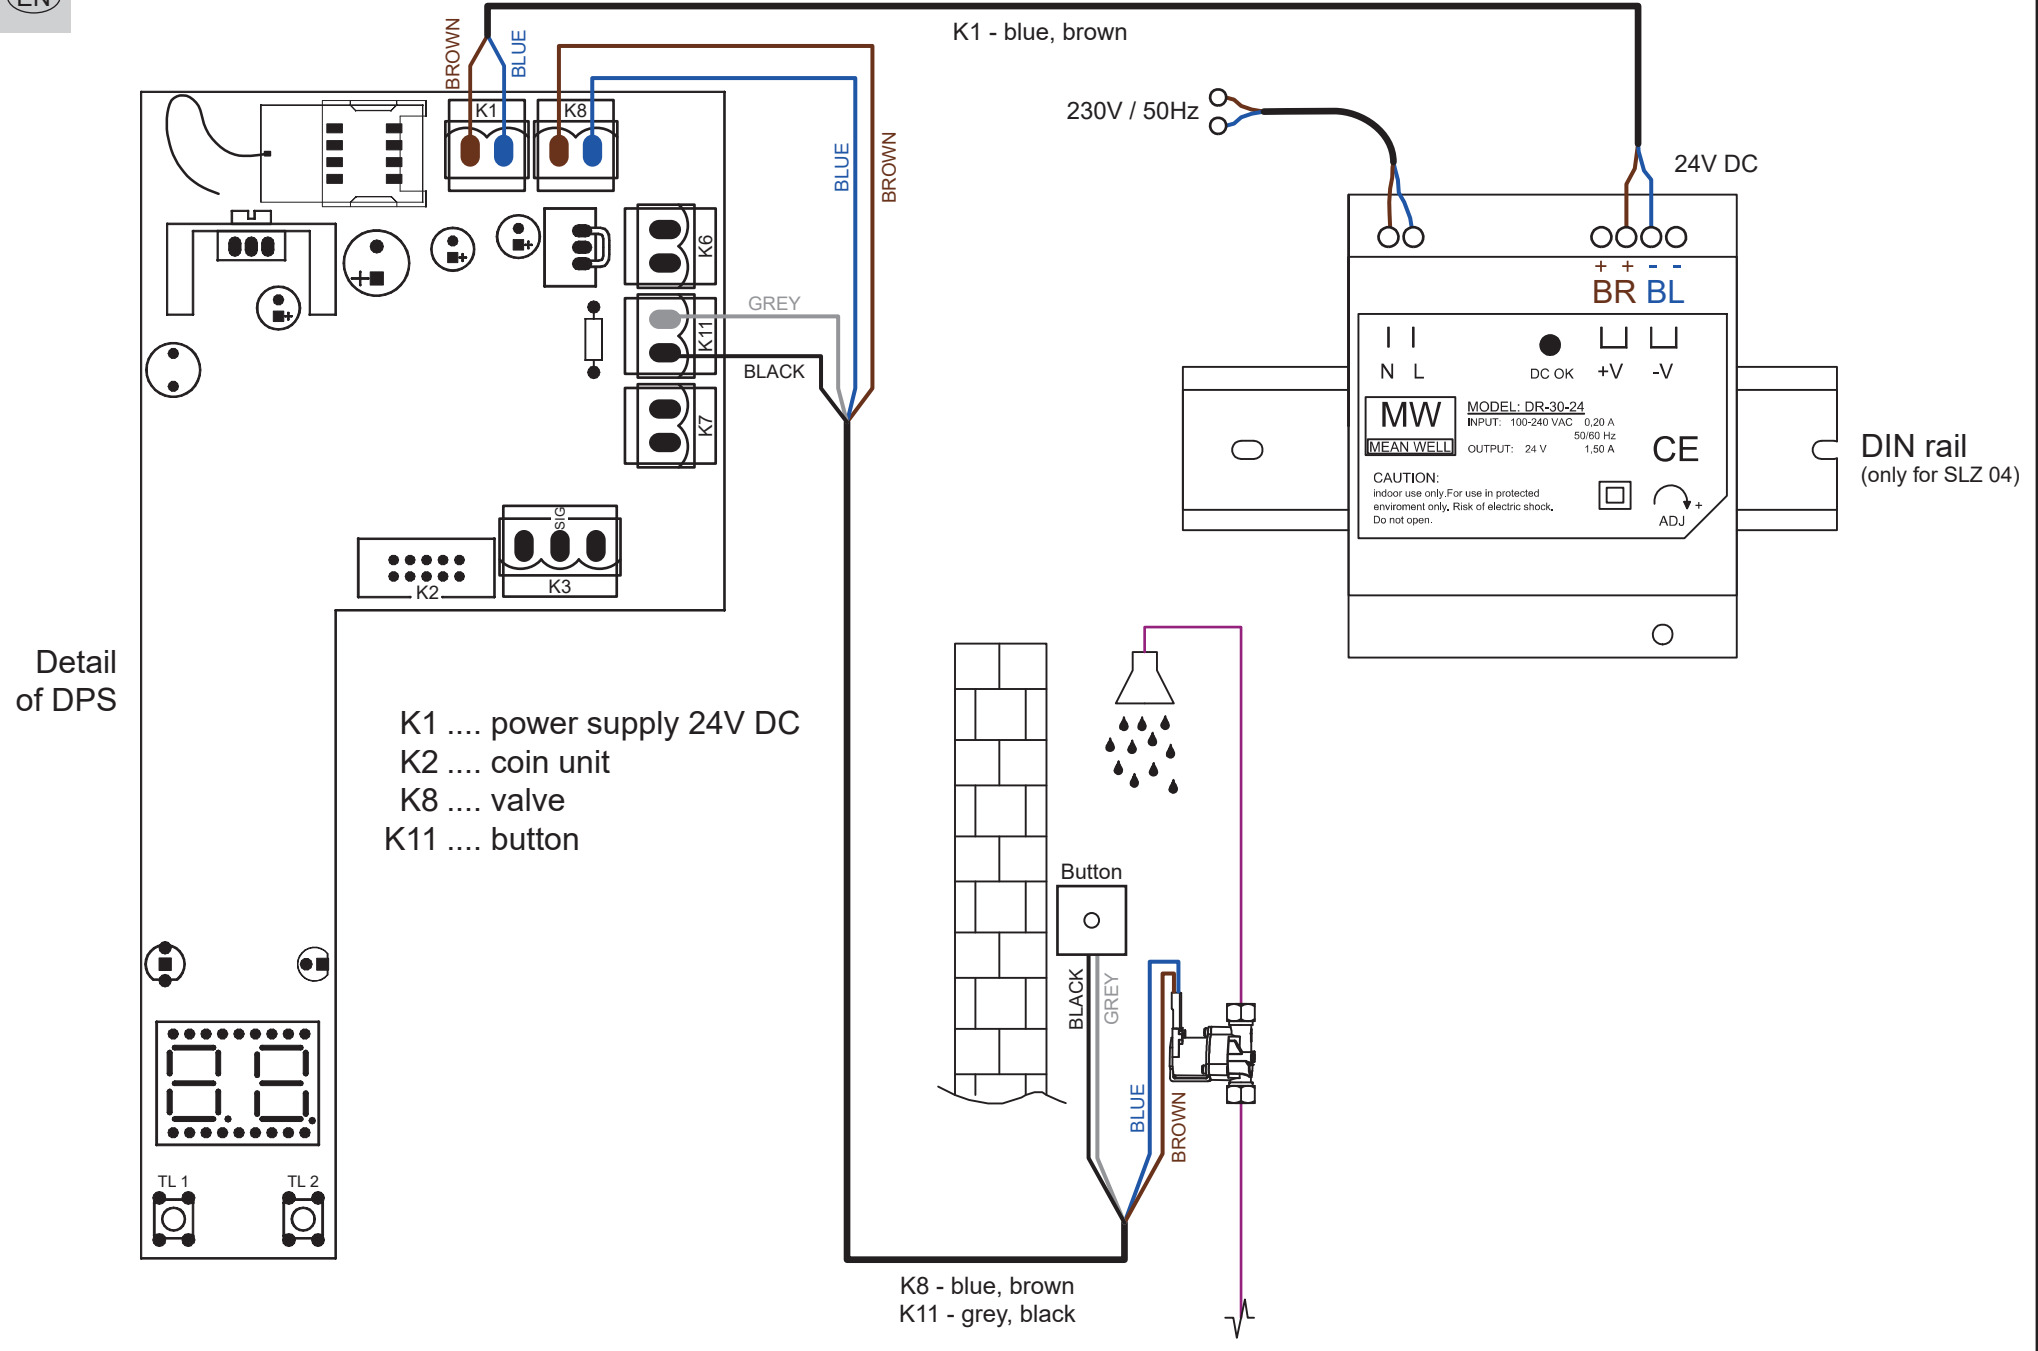 EN
K1 - blue, brown
BROWN
BLUE
K1
K8
BLUE
BROWN
230V / 50Hz
24V DC
K6
GREY
K11
BLACK
K7
+ + - -
BR BL
N L
DC OK
+V
-V
MW
MEAN WELL
MODEL: DR-30-24
INPUT: 100-240 VAC 0,20 A
50/60 Hz
OUTPUT: 24 V 1,50 A
CE
CAUTION:
indoor use only.For use in protected
enviroment only. Risk of electric shock.
Do not open.
+
ADJ
DIN rail
(only for SLZ 04)
SIG
K2
K3
Detail
of DPS
K1 .... power supply 24V DC
K2 .... coin unit
K8 .... valve
K11 .... button
Button
BLACK
GREY
BLUE
BROWN
8.8.
TL 1
TL 2
K8 - blue, brown
K11 - grey, black